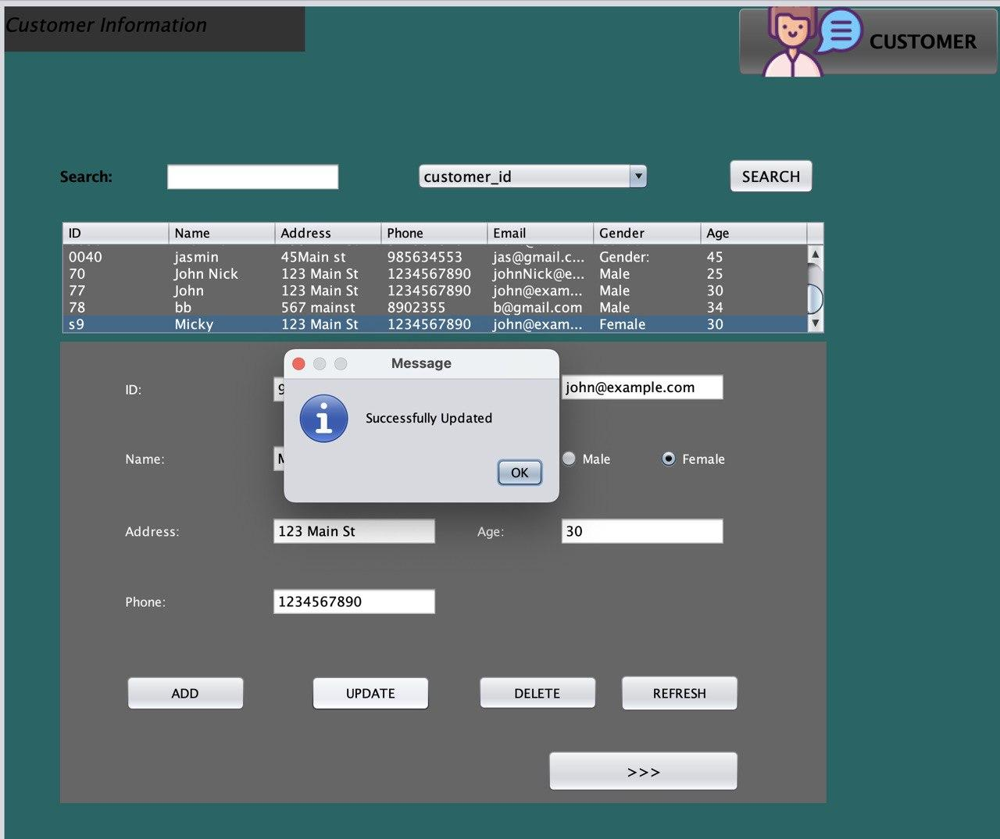 Customer Information
CUSTOMER
Search:
customer_id
SEARCH
ID Name Address Phone Email Gender Age
0040 jasmin 45Main st 985634553 jas@gmail.c... Gender: 45
70 John Nick 123 Main St 1234567890 johnNick@e... Male 25
77 John 123 Main St 1234567890 john@exam... Male 30
78 bb 567 mainst 8902355 b@gmail.com Male 34
s9 Micky 123 Main St 1234567890 john@exam... Female 30
Message
Successfully Updated
OK
ID: john@example.com
Name: Male Female
Address: 123 Main St Age: 30
Phone: 1234567890
ADD UPDATE DELETE REFRESH
>>>